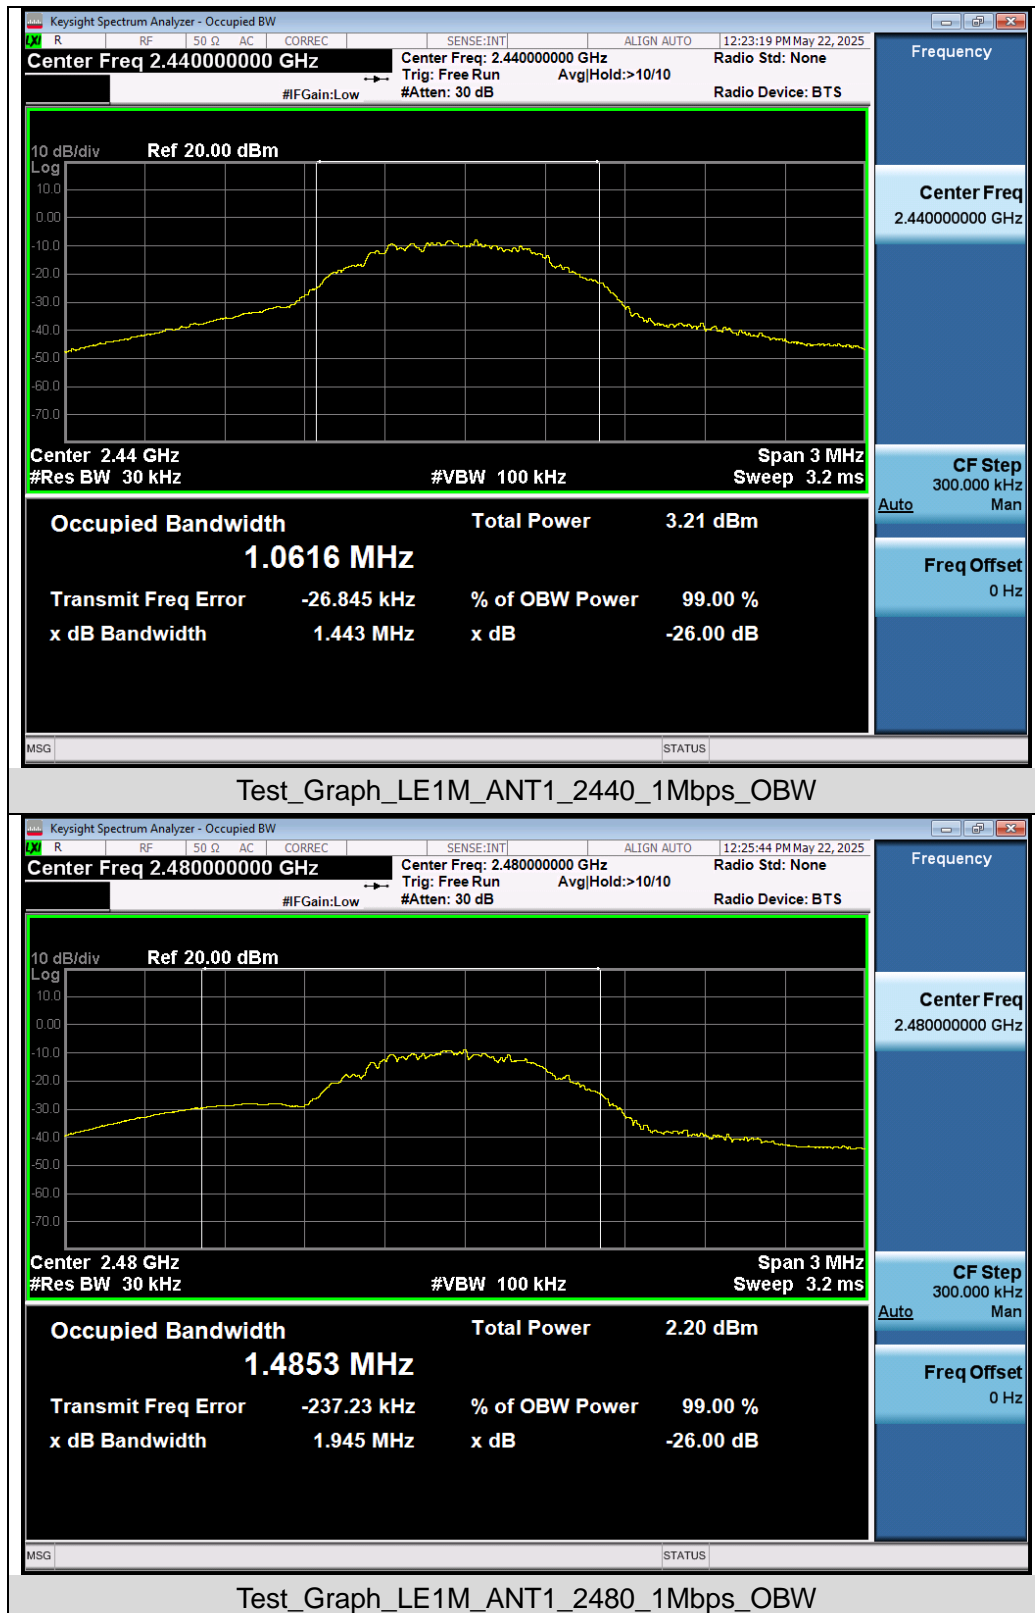 Keysight Spectrum Analyzer - Occupied BW
LXI R RF 50 Ω AC CORREC SENSE:INT ALIGN AUTO 12:23:19 PM May 22, 2025
Center Freq 2.440000000 GHz
Center Freq: 2.440000000 GHz Radio Std: None
Trig: Free Run Avg|Hold:>10/10
#IFGain:Low #Atten: 30 dB Radio Device: BTS
Frequency
10 dB/div Ref 20.00 dBm
Log
10.0
0.00
-10.0
-20.0
-30.0
-40.0
-50.0
-60.0
-70.0
Center 2.44 GHz Span 3 MHz
#Res BW 30 kHz #VBW 100 kHz Sweep 3.2 ms
Center Freq
2.440000000 GHz
CF Step
300.000 kHz
Auto Man
Freq Offset
0 Hz
Occupied Bandwidth Total Power 3.21 dBm
1.0616 MHz
Transmit Freq Error -26.845 kHz % of OBW Power 99.00 %
x dB Bandwidth 1.443 MHz x dB -26.00 dB
MSG STATUS
Test_Graph_LE1M_ANT1_2440_1Mbps_OBW
Keysight Spectrum Analyzer - Occupied BW
LXI R RF 50 Ω AC CORREC SENSE:INT ALIGN AUTO 12:25:44 PM May 22, 2025
Center Freq 2.480000000 GHz
Center Freq: 2.480000000 GHz Radio Std: None
Trig: Free Run Avg|Hold:>10/10
#IFGain:Low #Atten: 30 dB Radio Device: BTS
Frequency
10 dB/div Ref 20.00 dBm
Log
10.0
0.00
-10.0
-20.0
-30.0
-40.0
-50.0
-60.0
-70.0
Center 2.48 GHz Span 3 MHz
#Res BW 30 kHz #VBW 100 kHz Sweep 3.2 ms
Center Freq
2.480000000 GHz
CF Step
300.000 kHz
Auto Man
Freq Offset
0 Hz
Occupied Bandwidth Total Power 2.20 dBm
1.4853 MHz
Transmit Freq Error -237.23 kHz % of OBW Power 99.00 %
x dB Bandwidth 1.945 MHz x dB -26.00 dB
MSG STATUS
Test_Graph_LE1M_ANT1_2480_1Mbps_OBW